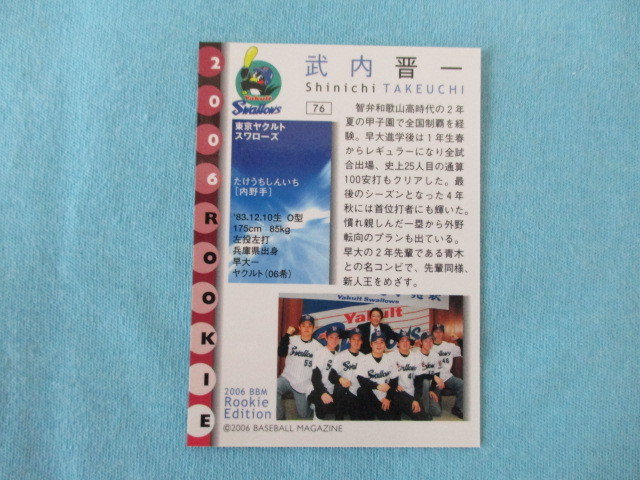 2006 ROOKIE
Yakult
Swallows
武内晋一
Shinichi TAKEUCHI
76
東京ヤクルト
スワローズ
たけうちしんいち
［内野手］
'83.12.10生 O型
175cm 85kg
左投左打
兵庫県出身
早大―
ヤクルト(06希)
智弁和歌山高時代の2年
夏の甲子園で全国制覇を経
験。早大進学後は1年生春
からレギュラーになり全試
合出場、史上25人目の通算
100安打もクリアした。最
後のシーズンとなった4年
秋には首位打者にも輝いた。
慣れ親しんだ一塁から外野
転向のプランも出ている。
早大の2年先輩である青木
との名コンビで、先輩同様、
新人王をめざす。
Yakult Swallows
Yakult
2006 BBM
Rookie
Edition
©2006 BASEBALL MAGAZINE